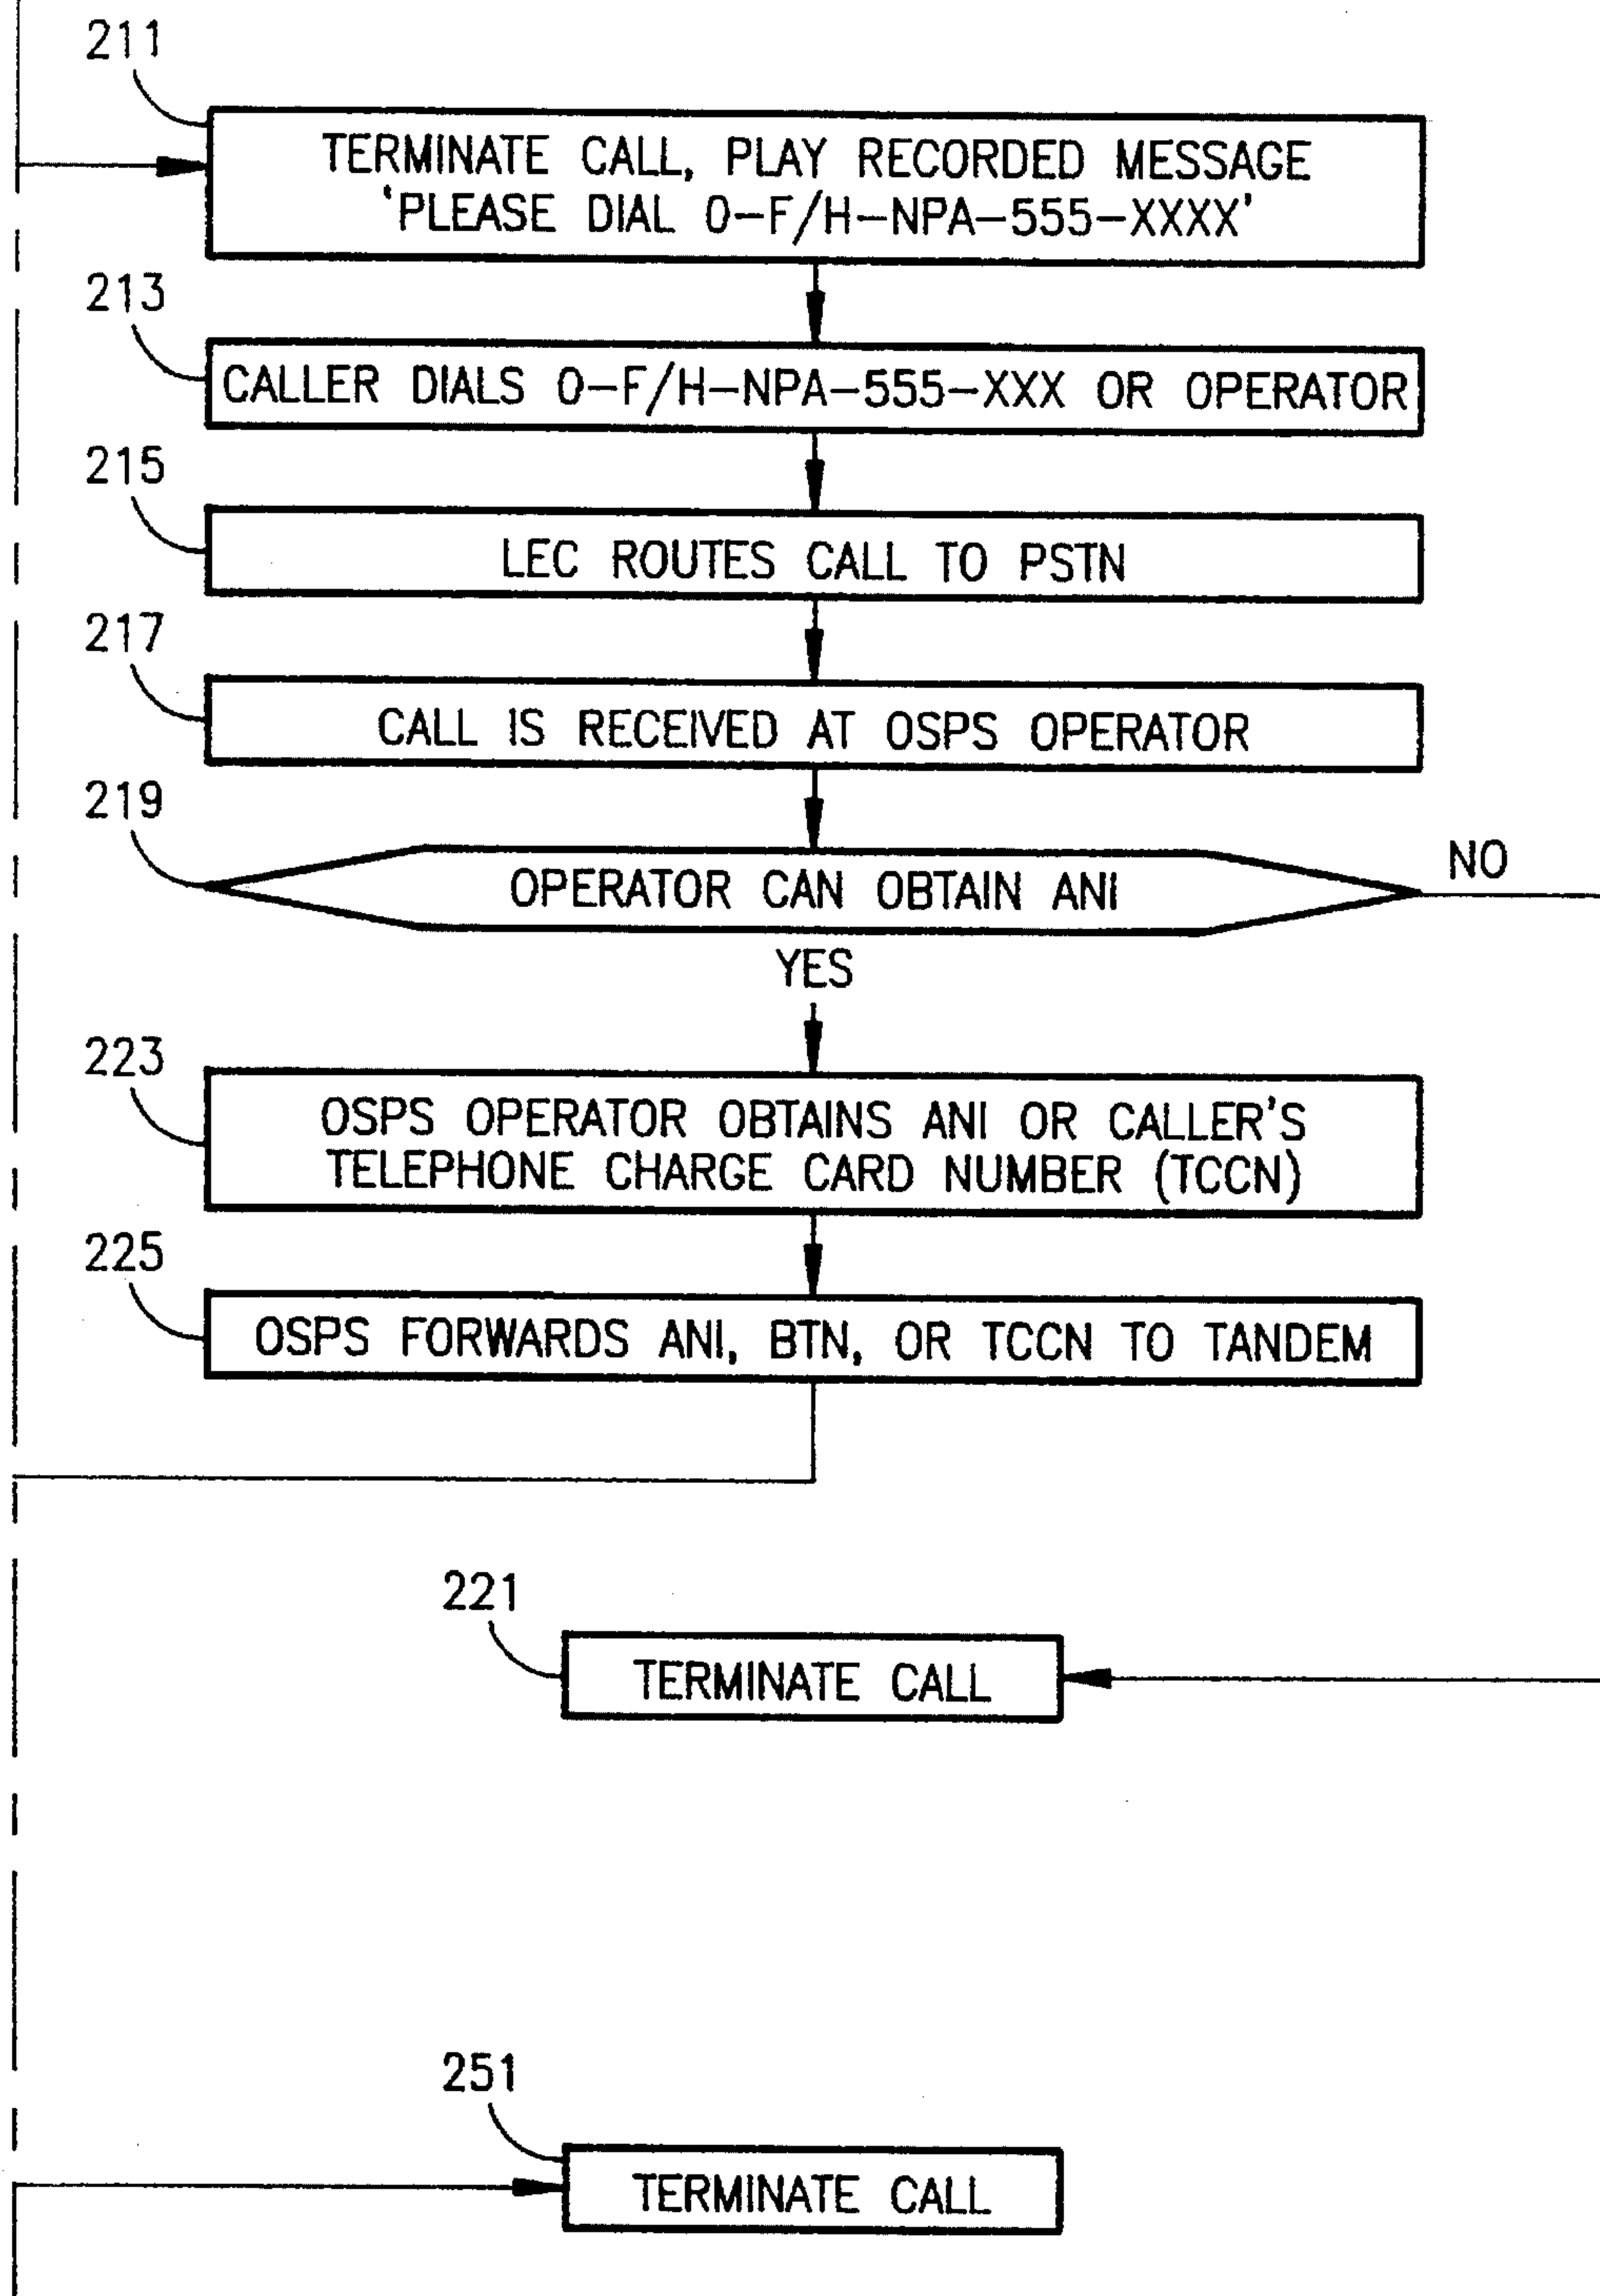 211
TERMINATE CALL, PLAY RECORDED MESSAGE
'PLEASE DIAL 0-F/H-NPA-555-XXXX'
213
CALLER DIALS 0-F/H-NPA-555-XXX OR OPERATOR
215
LEC ROUTES CALL TO PSTN
217
CALL IS RECEIVED AT OSPS OPERATOR
219
OPERATOR CAN OBTAIN ANI
NO
YES
223
OSPS OPERATOR OBTAINS ANI OR CALLER'S
TELEPHONE CHARGE CARD NUMBER (TCCN)
225
OSPS FORWARDS ANI, BTN, OR TCCN TO TANDEM
221
TERMINATE CALL
251
TERMINATE CALL